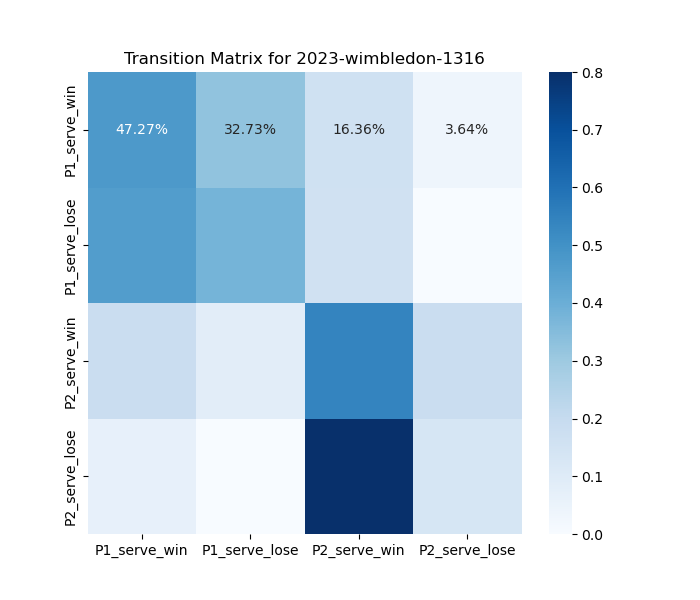 Transition Matrix for 2023-wimbledon-1316
P1_serve_win
47.27%
32.73%
16.36%
3.64%
P1_serve_lose
P2_serve_win
P2_serve_lose
P1_serve_win
P1_serve_lose
P2_serve_win
P2_serve_lose
0.8
0.7
0.6
0.5
0.4
0.3
0.2
0.1
0.0